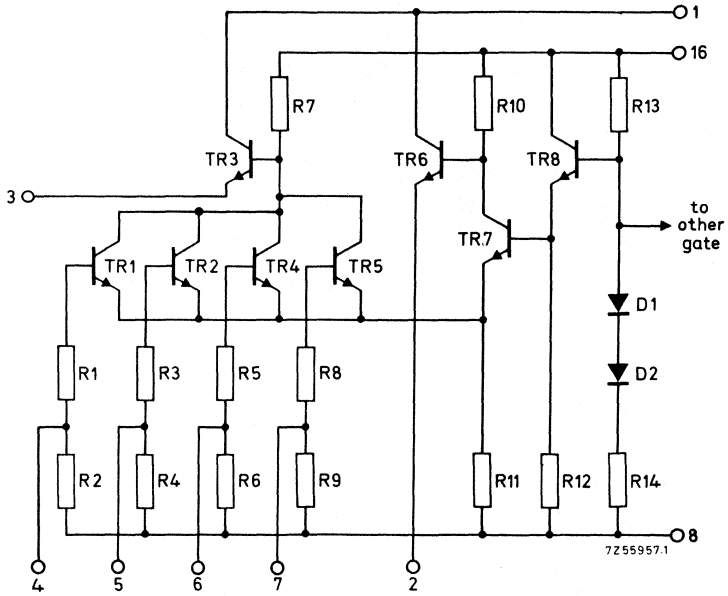 1
16
R7
R10
R13
TR3
TR6
TR8
3
to
other
gate
TR1
TR2
TR4
TR5
TR.7
D1
D2
R1
R3
R5
R8
R2
R4
R6
R9
R11
R12
R14
8
7Z55957.1
4
5
6
7
2